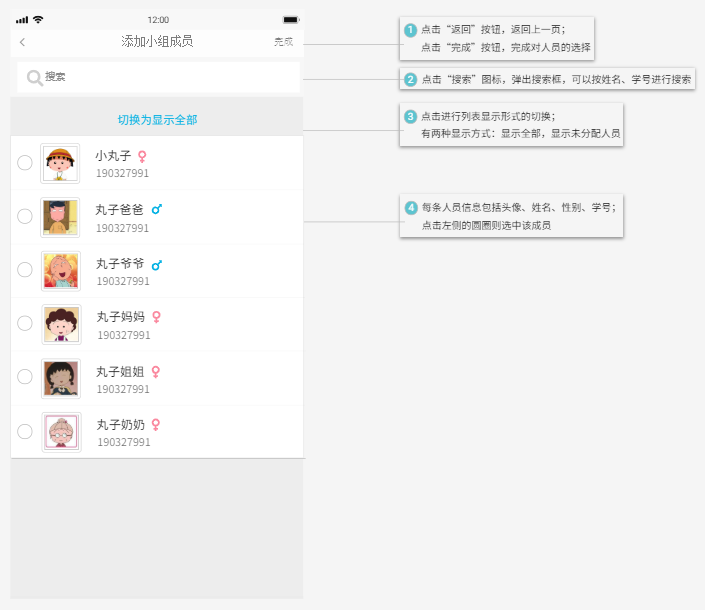 12:00
添加小组成员
完成
搜索
切换为显示全部
小丸子
190327991
丸子爸爸
190327991
丸子爷爷
190327991
丸子妈妈
190327991
丸子姐姐
190327991
丸子奶奶
190327991
1 点击“返回”按钮，返回上一页；
点击“完成”按钮，完成对人员的选择
2 点击“搜索”图标，弹出搜索框，可以按姓名、学号进行搜索
3 点击进行列表显示形式的切换；
有两种显示方式：显示全部，显示未分配人员
4 每条人员信息包括头像、姓名、性别、学号；
点击左侧的圆圈则选中该成员